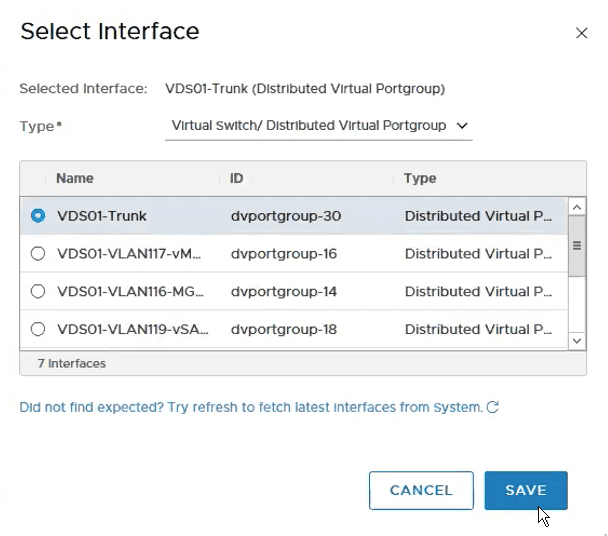 Select Interface
Selected Interface: VDS01-Trunk (Distributed Virtual Portgroup)
Type* Virtual Switch/ Distributed Virtual Portgroup
Name ID Type
VDS01-Trunk dvportgroup-30 Distributed Virtual P...
VDS01-VLAN117-vM... dvportgroup-16 Distributed Virtual P...
VDS01-VLAN116-MG... dvportgroup-14 Distributed Virtual P...
VDS01-VLAN119-vSA... dvportgroup-18 Distributed Virtual P...
7 Interfaces
Did not find expected? Try refresh to fetch latest interfaces from System.
CANCEL SAVE